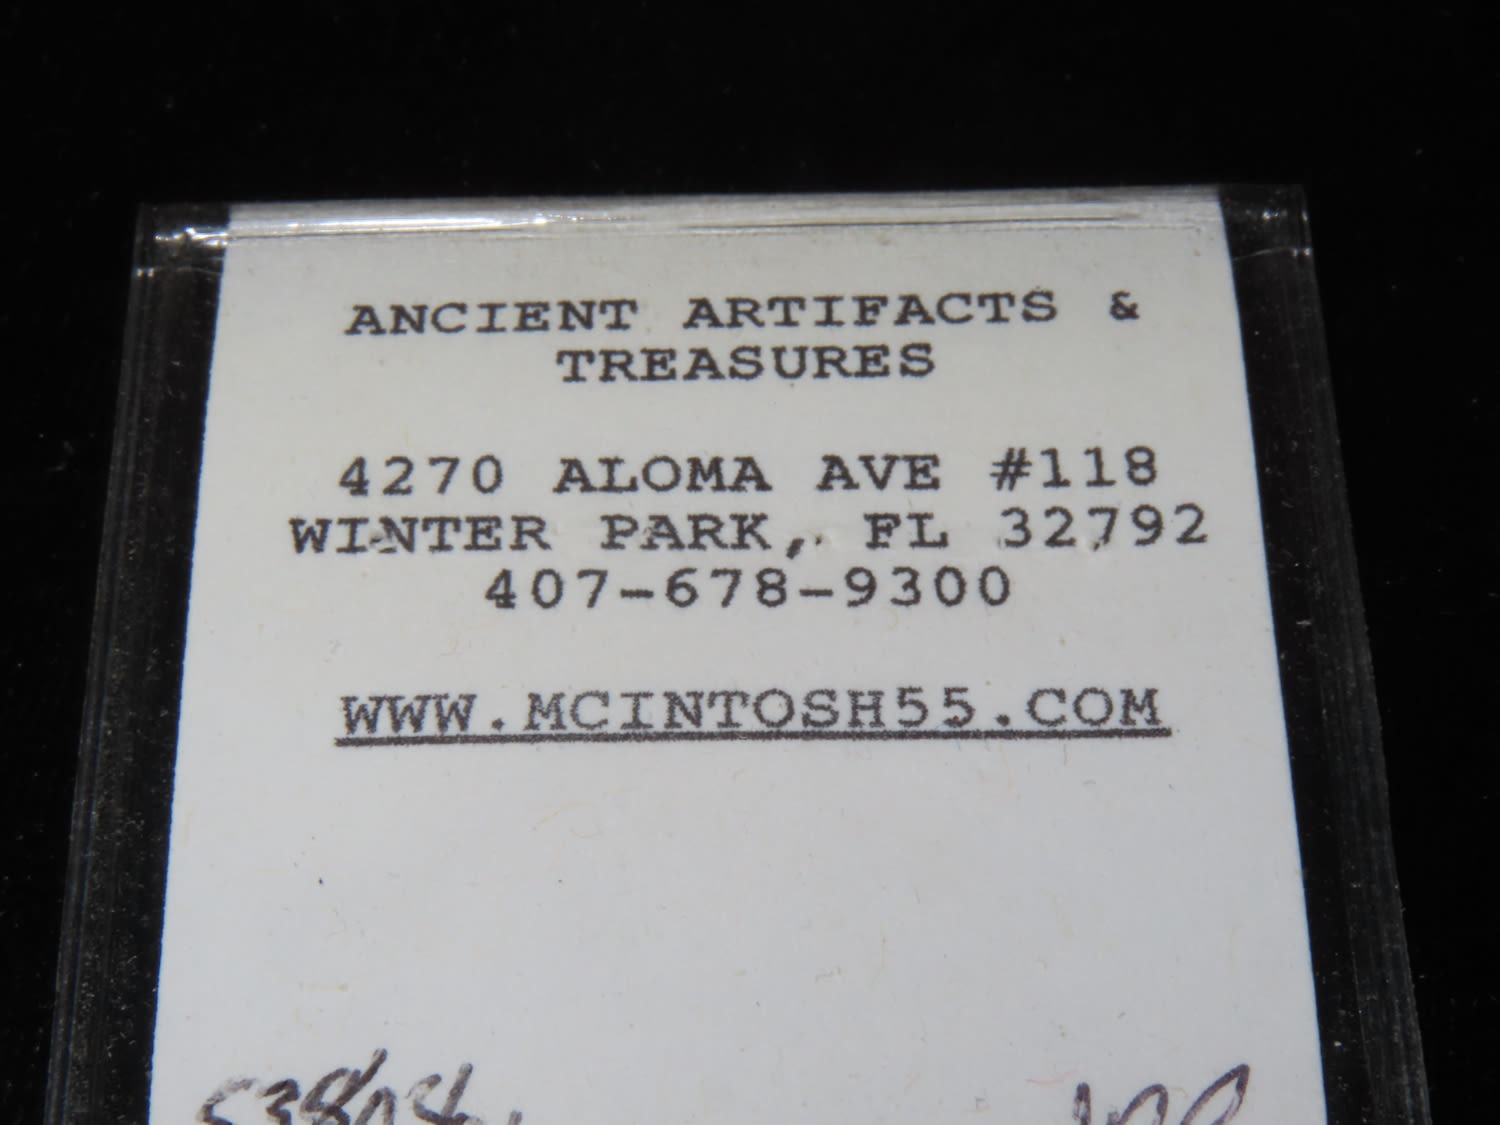 ANCIENT ARTIFACTS &
TREASURES
4270 ALOMA AVE #118
WINTER PARK, FL 32792
407-678-9300
WWW.MCINTOSH55.COM